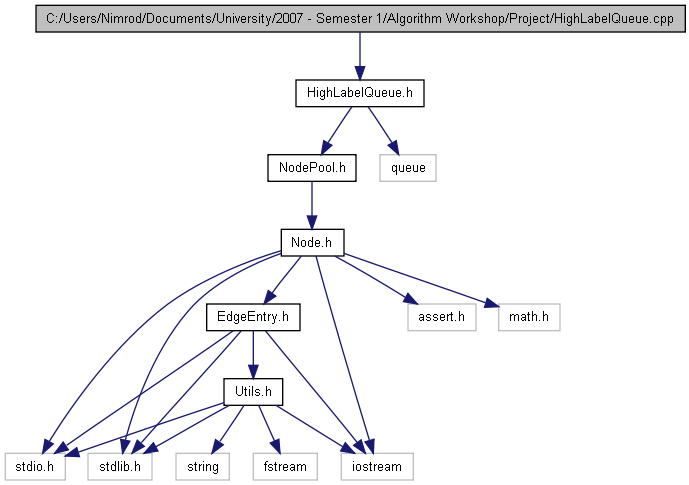 C:/Users/Nimrod/Documents/University/2007 - Semester 1/Algorithm Workshop/Project/HighLabelQueue.cpp
HighLabelQueue.h
NodePool.h
queue
Node.h
EdgeEntry.h
assert.h
math.h
Utils.h
stdio.h
stdlib.h
string
fstream
iostream